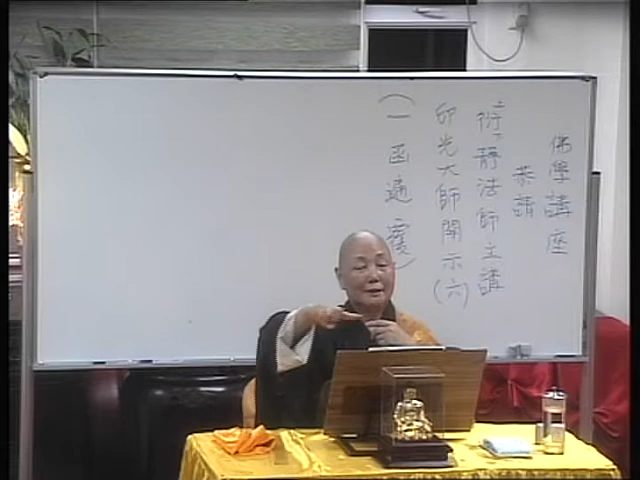 佛學講座
恭請
衍靜法師主講
印光大師開示(六)
(一函遍覆)